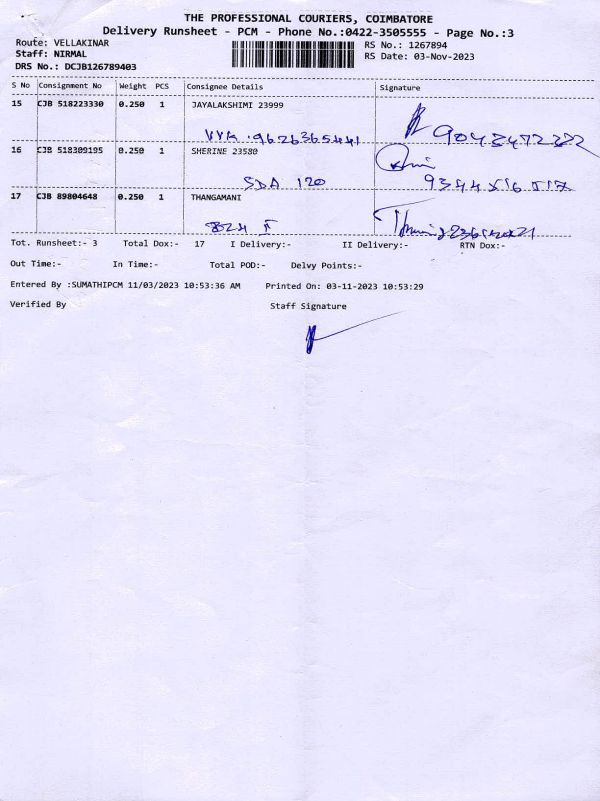 THE PROFESSIONAL COURIERS, COIMBATORE
Delivery Runsheet - PCM - Phone No.:0422-3505555 - Page No.:3
Route: VELLAKINAR RS No.: 1267894
Staff: NIRMAL RS Date: 03-Nov-2023
DRS No.: DCJB126789403
S No Consignment No Weight PCS Consignee Details Signature
15 CJB 518223330 0.250 1 JAYALAKSHIMI 23999
9626365441
16 CJB 518309195 0.250 1 SHERINE 23580
SDA 120 9344 516 517
17 CJB 89804648 0.250 1 THANGAMANI
Tot. Runsheet:- 3 Total Dox:- 17 I Delivery:- II Delivery:- RTN Dox:-
Out Time:- In Time:- Total POD:- Delvy Points:-
Entered By :SUMATHIPCM 11/03/2023 10:53:36 AM Printed On: 03-11-2023 10:53:29
Verified By Staff Signature